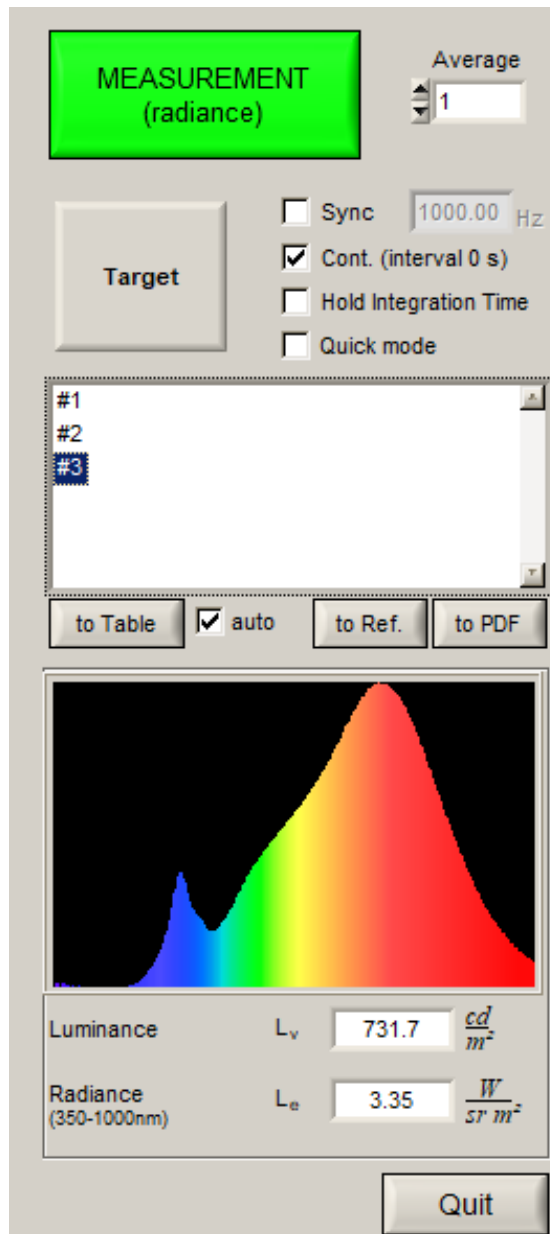 MEASUREMENT
(radiance)
Average
1
Sync 1000.00 Hz
Target
Cont. (interval 0 s)
Hold Integration Time
Quick mode
#1
#2
#3
to Table auto to Ref. to PDF
Luminance Lv 731.7 cd/m²
Radiance
(350-1000nm) Le 3.35 W/sr m²
Quit